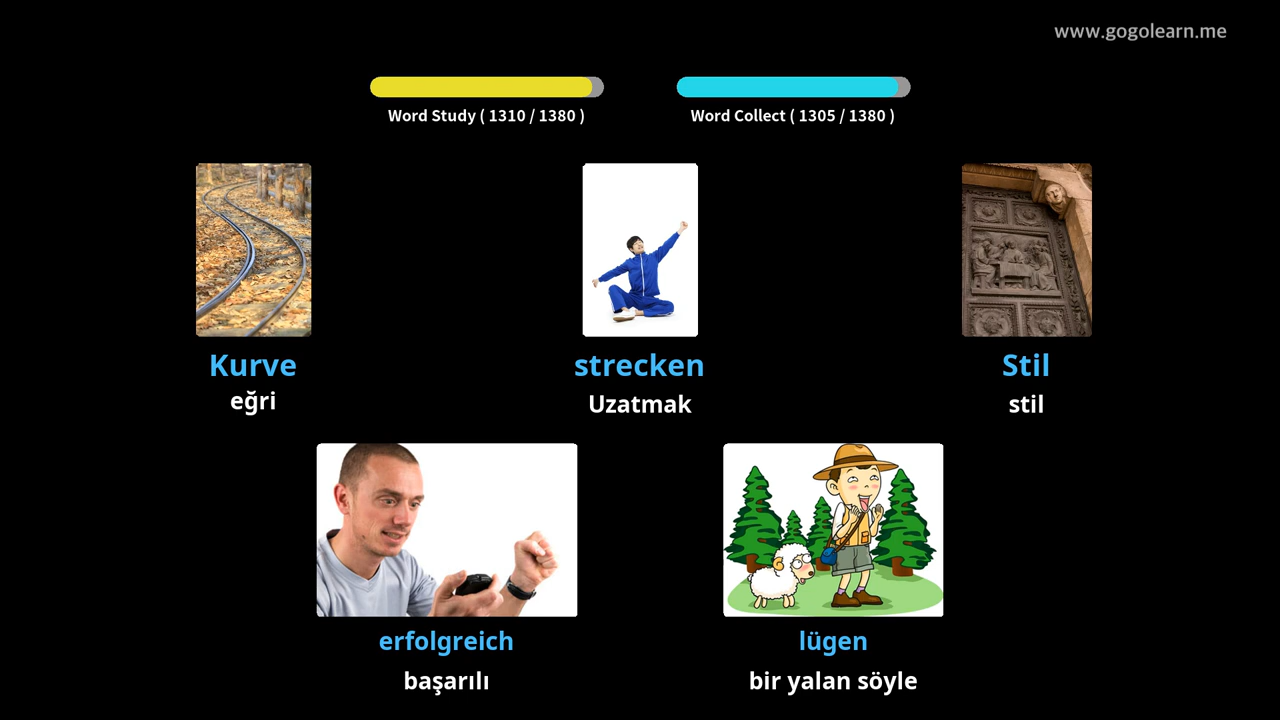 www.gogolearn.me
Word Study ( 1310 / 1380 )
Word Collect ( 1305 / 1380 )
Kurve
eğri
strecken
Uzatmak
Stil
stil
erfolgreich
başarılı
lügen
bir yalan söyle